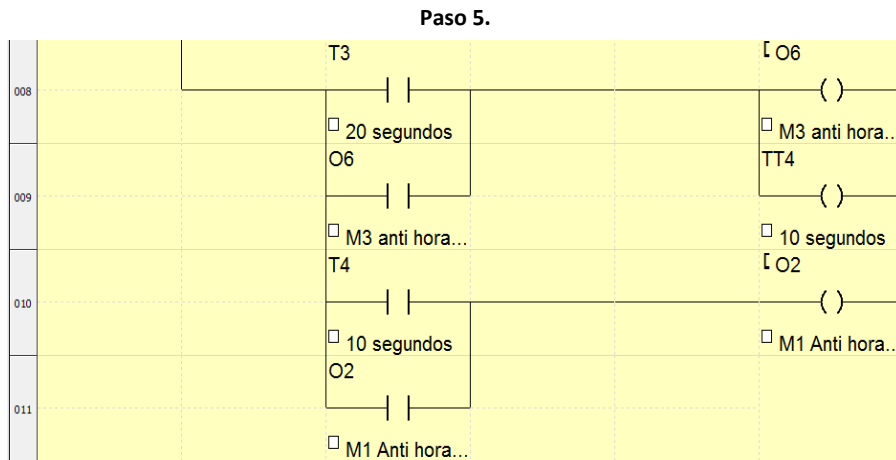 Paso 5.
T3 [ O6
008
20 segundos M3 anti hora...
O6 TT4
009
M3 anti hora... 10 segundos
T4 [ O2
010
10 segundos M1 Anti hora...
O2
011
M1 Anti hora...